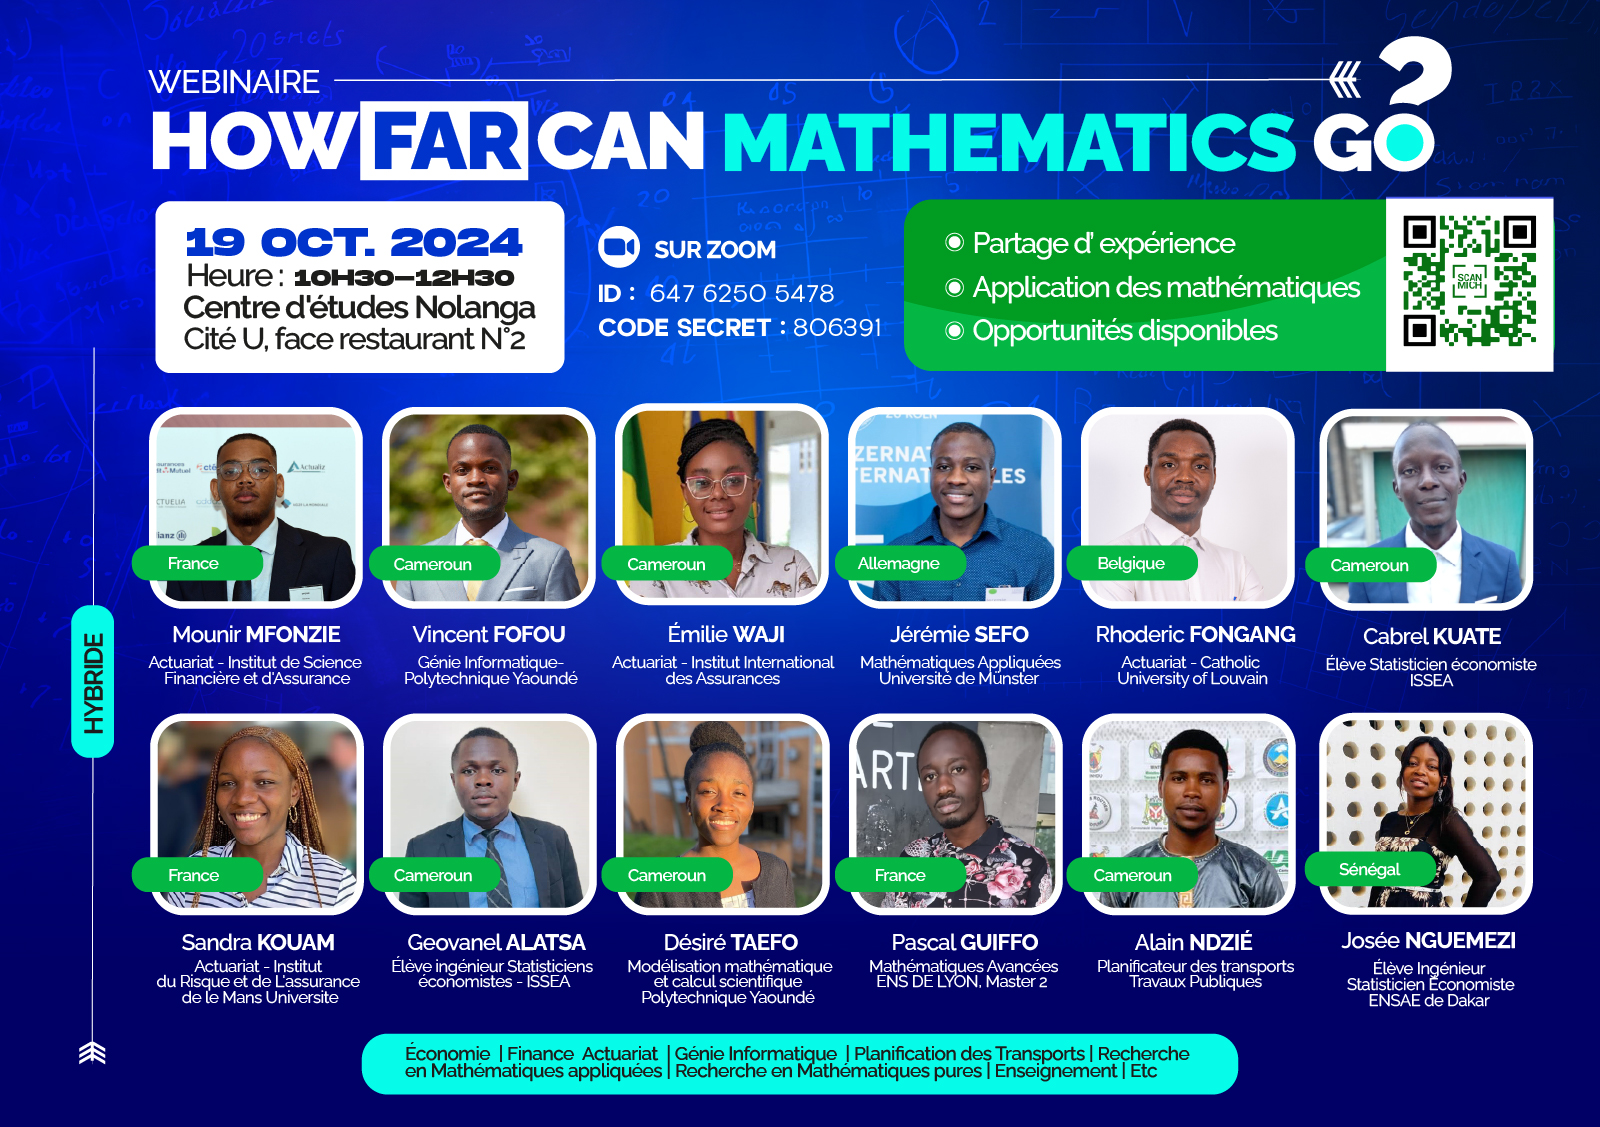 WEBINAIRE
HOW FAR CAN MATHEMATICS GO ?
19 OCT. 2024
Heure : 10H30–12H30
Centre d'études Nolanga
Cité U, face restaurant N°2
SUR ZOOM
ID : 647 6250 5478
CODE SECRET : 806391
Partage d' expérience
Application des mathématiques
Opportunités disponibles
SCAN
MICH
HYBRIDE
Actualiz
ZERNAT
TERNAT
LES
France
Cameroun
Cameroun
Allemagne
Belgique
Cameroun
Mounir MFONZIE
Actuariat - Institut de Science
Financière et d'Assurance
Vincent FOFOU
Génie Informatique-
Polytechnique Yaoundé
Émilie WAJI
Actuariat - Institut International
des Assurances
Jérémie SEFO
Mathématiques Appliquées
Université de Münster
Rhoderic FONGANG
Actuariat - Catholic
University of Louvain
Cabrel KUATE
Élève Statisticien économiste
ISSEA
ART
France
Cameroun
Cameroun
France
Cameroun
Sénégal
Sandra KOUAM
Actuariat - Institut
du Risque et de L'assurance
de le Mans Universite
Geovanel ALATSA
Élève ingénieur Statisticiens
économistes - ISSEA
Désiré TAEFO
Modélisation mathématique
et calcul scientifique
Polytechnique Yaoundé
Pascal GUIFFO
Mathématiques Avancées
ENS DE LYON, Master 2
Alain NDZIÉ
Planificateur des transports
Travaux Publiques
Josée NGUEMEZI
Élève Ingénieur
Statisticien Économiste
ENSAE de Dakar
Économie | Finance Actuariat | Génie Informatique | Planification des Transports | Recherche
en Mathématiques appliquées | Recherche en Mathématiques pures | Enseignement | Etc